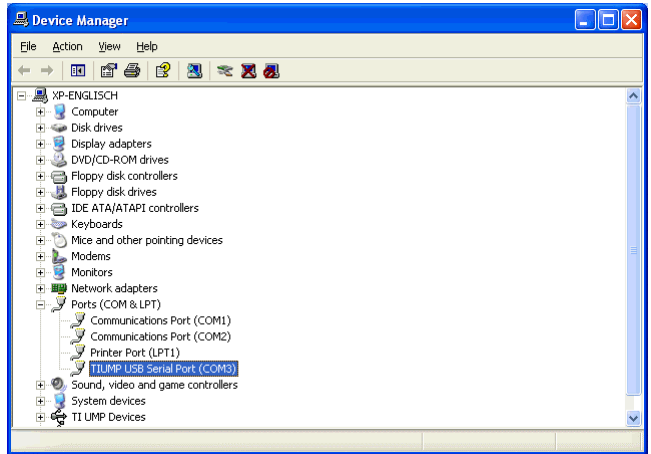 Device Manager
File Action View Help
XP-ENGLISCH
Computer
Disk drives
Display adapters
DVD/CD-ROM drives
Floppy disk controllers
Floppy disk drives
IDE ATA/ATAPI controllers
Keyboards
Mice and other pointing devices
Modems
Monitors
Network adapters
Ports (COM & LPT)
Communications Port (COM1)
Communications Port (COM2)
Printer Port (LPT1)
TIUMP USB Serial Port (COM3)
Sound, video and game controllers
System devices
TI UMP Devices